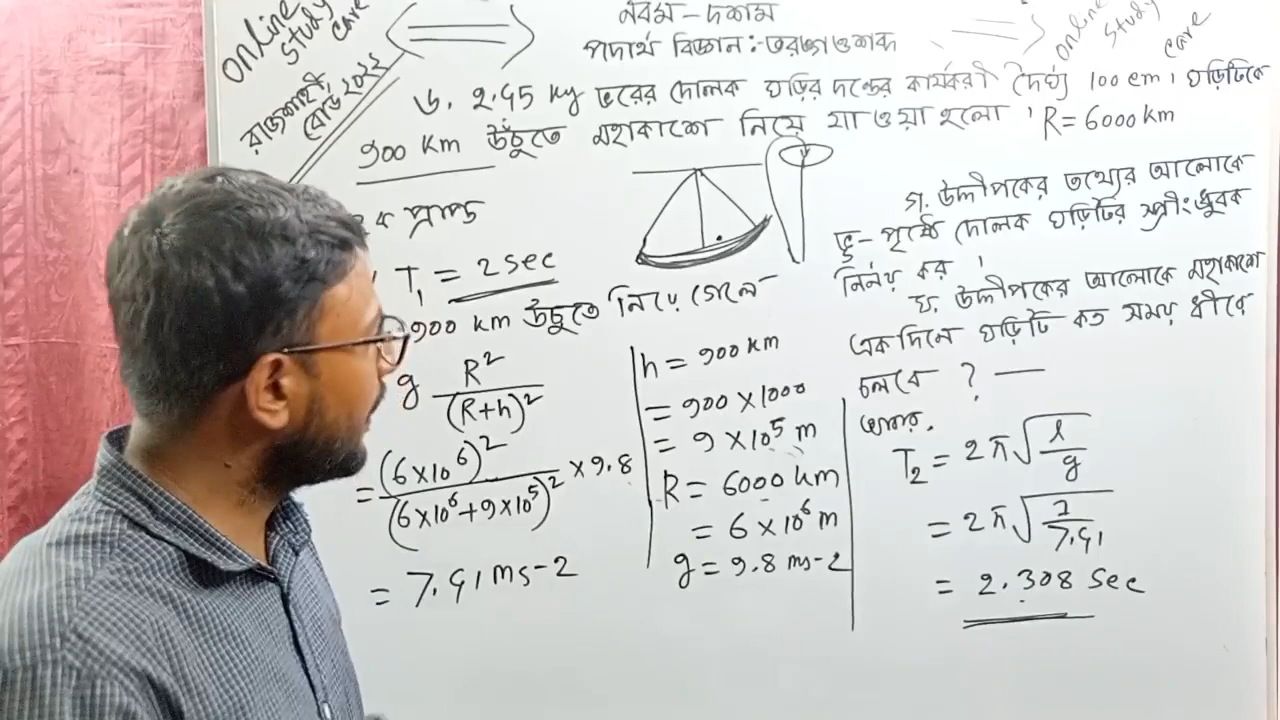 online study care
রাজশাহী বোর্ড ২০২২
নবম - দশম
পদার্থ বিজ্ঞান :- তরঙ্গ ও শব্দ
online study care
৬. 2.45 kg ভরের দোলক ঘড়ির দন্ডের কার্যকরী দৈর্ঘ্য 100 cm। ঘড়িটিকে
900 km উঁচুতে মহাকাশে নিয়ে যাওয়া হলো। R = 6000 km
গ. উদ্দীপকের তথ্যের আলোকে
ভূ-পৃষ্ঠে দোলক ঘড়িটির স্প্রীং ধ্রুবক
নির্নয় কর।
ঘ. উদ্দীপকের আলোকে মহাকাশে
একদিনে ঘড়িটি কত সময় ধীরে
চলবে ? —
ক প্রাপ্ত
T₁ = 2 sec
900 km উঁচুতে নিয়ে গেলে
g R²/(R+h)²
= (6×10⁶)²/(6×10⁶+9×10⁵)² × 9.8
= 7.41 ms-2
h = 900 km
= 900 × 1000
= 9 × 10⁵ m
R = 6000 km
= 6 × 10⁶ m
g = 9.8 ms-2
আবার,
T₂ = 2π√(l/g)
= 2π√(1/7.41)
= 2.308 Sec